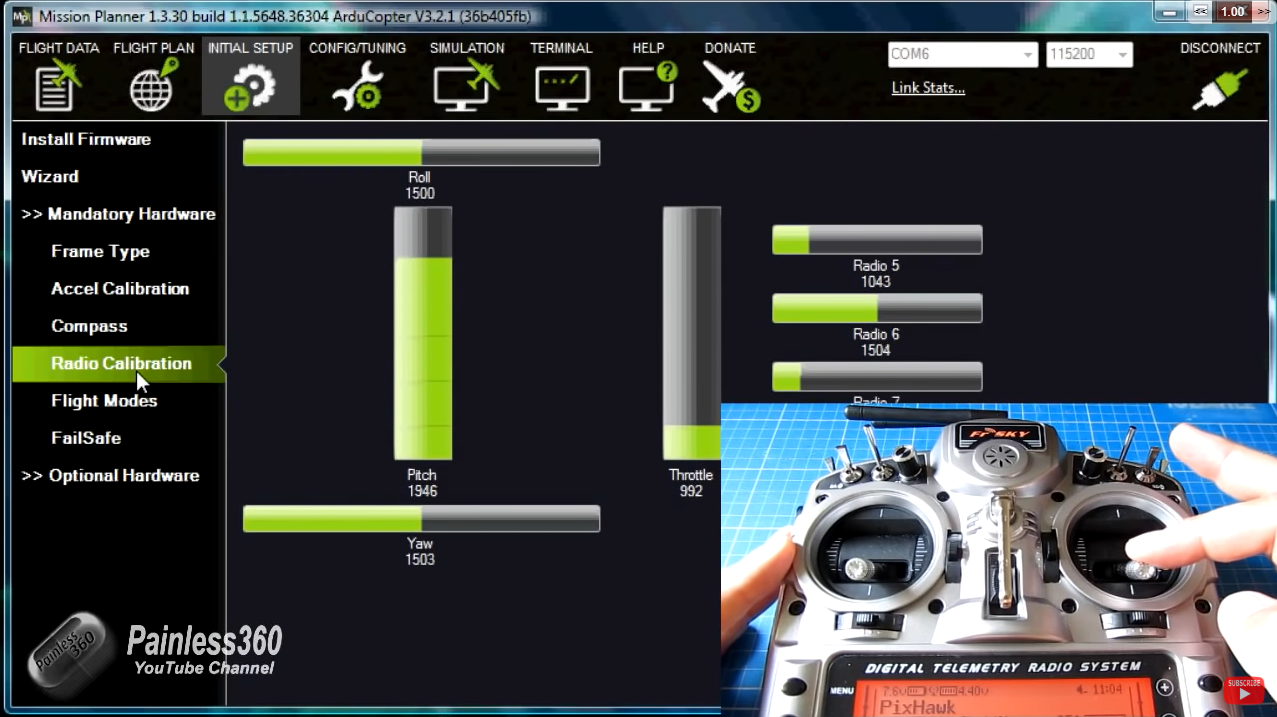 Mission Planner 1.3.30 build 1.1.5648.36304 ArduCopter V3.2.1 (36b405fb)
1.00
FLIGHT DATA FLIGHT PLAN INITIAL SETUP CONFIG/TUNING SIMULATION TERMINAL HELP DONATE
COM6 115200 DISCONNECT
Link Stats...
Install Firmware
Wizard
>> Mandatory Hardware
Frame Type
Accel Calibration
Compass
Radio Calibration
Flight Modes
FailSafe
>> Optional Hardware
Roll
1500
Pitch
1946
Throttle
992
Yaw
1503
Radio 5
1043
Radio 6
1504
Radio 7
Painless360
Painless360
YouTube Channel
FrSKY
DIGITAL TELEMETRY RADIO SYSTEM
MENU
7.8v 4.40v 11:04
PixHawk
SUBSCRIBE